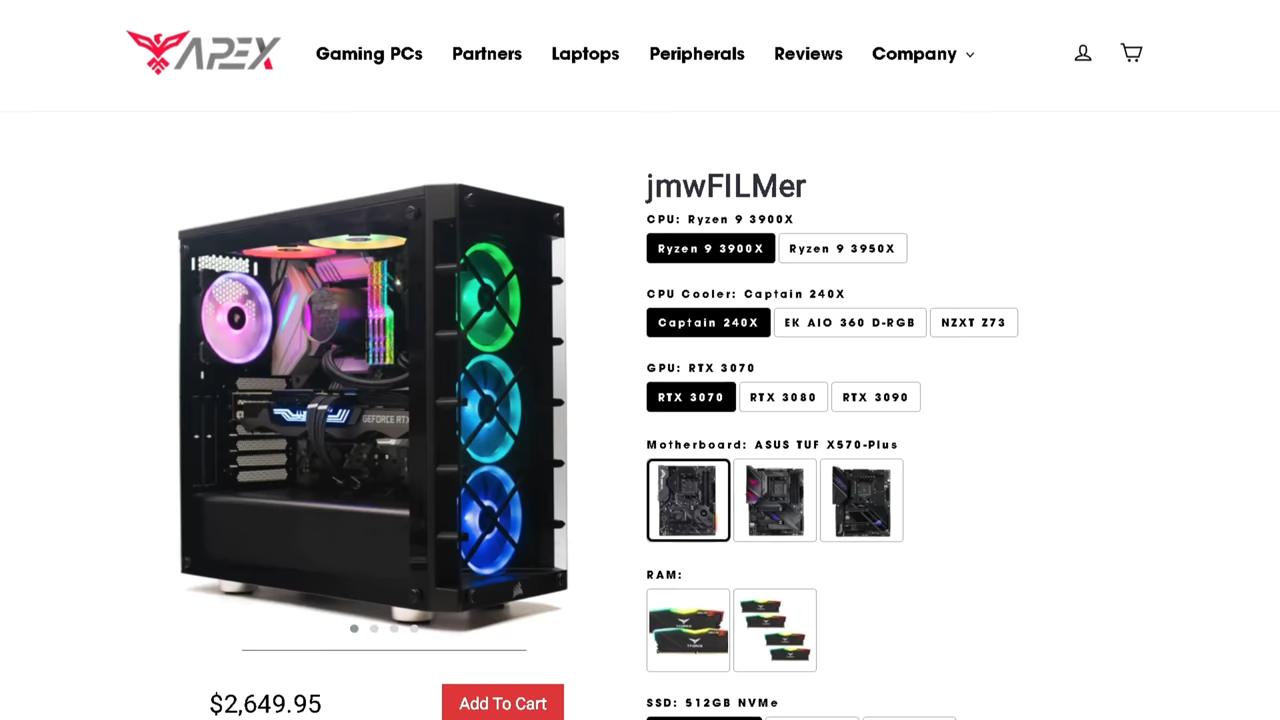 APEX
Gaming PCs Partners Laptops Peripherals Reviews Company
jmwFILMer
CPU: Ryzen 9 3900X
Ryzen 9 3900X Ryzen 9 3950X
CPU Cooler: Captain 240X
Captain 240X EK AIO 360 D-RGB NZXT Z73
GPU: RTX 3070
RTX 3070 RTX 3080 RTX 3090
GEFORCE RTX
Motherboard: ASUS TUF X570-Plus
RAM:
$2,649.95
Add To Cart
SSD: 512GB NVMe